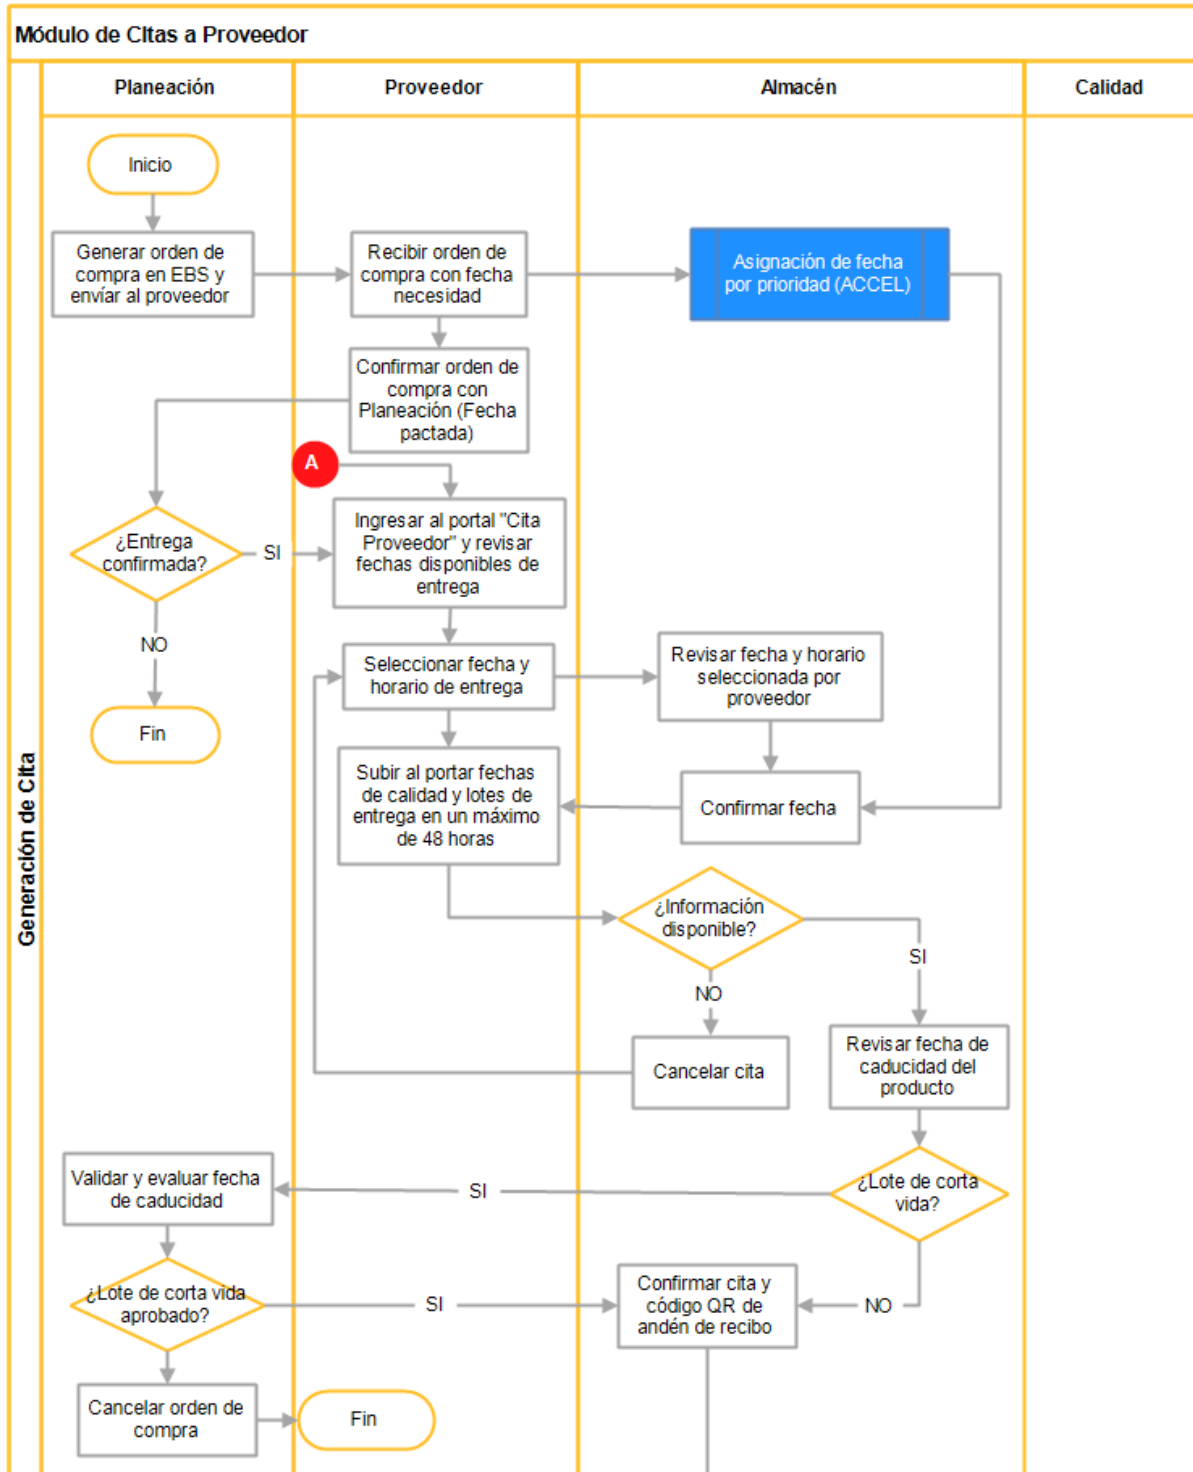 Módulo de Citas a Proveedor
Planeación
Proveedor
Almacén
Calidad
Generación de Cita
Inicio
Generar orden de
compra en EBS y
envíar al proveedor
Recibir orden de
compra con fecha
necesidad
Asignación de fecha
por prioridad (ACCEL)
Confirmar orden de
compra con
Planeación (Fecha
pactada)
A
¿Entrega
confirmada?
SI
Ingresar al portal "Cita
Proveedor" y revisar
fechas disponibles de
entrega
NO
Fin
Seleccionar fecha y
horario de entrega
Revisar fecha y horario
seleccionada por
proveedor
Subir al portar fechas
de calidad y lotes de
entrega en un máximo
de 48 horas
Confirmar fecha
¿Información
disponible?
SI
NO
Cancelar cita
Revisar fecha de
caducidad del
producto
¿Lote de corta
vida?
SI
Validar y evaluar fecha
de caducidad
¿Lote de corta vida
aprobado?
SI
Confirmar cita y
código QR de
andén de recibo
NO
Cancelar orden de
compra
Fin